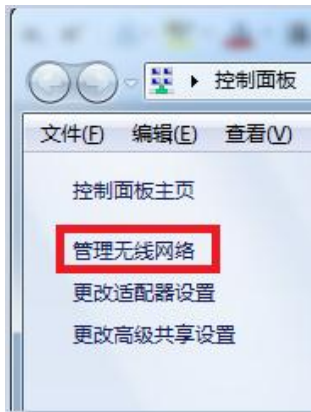 控制面板
文件(F) 编辑(E) 查看(V)
控制面板主页
管理无线网络
更改适配器设置
更改高级共享设置